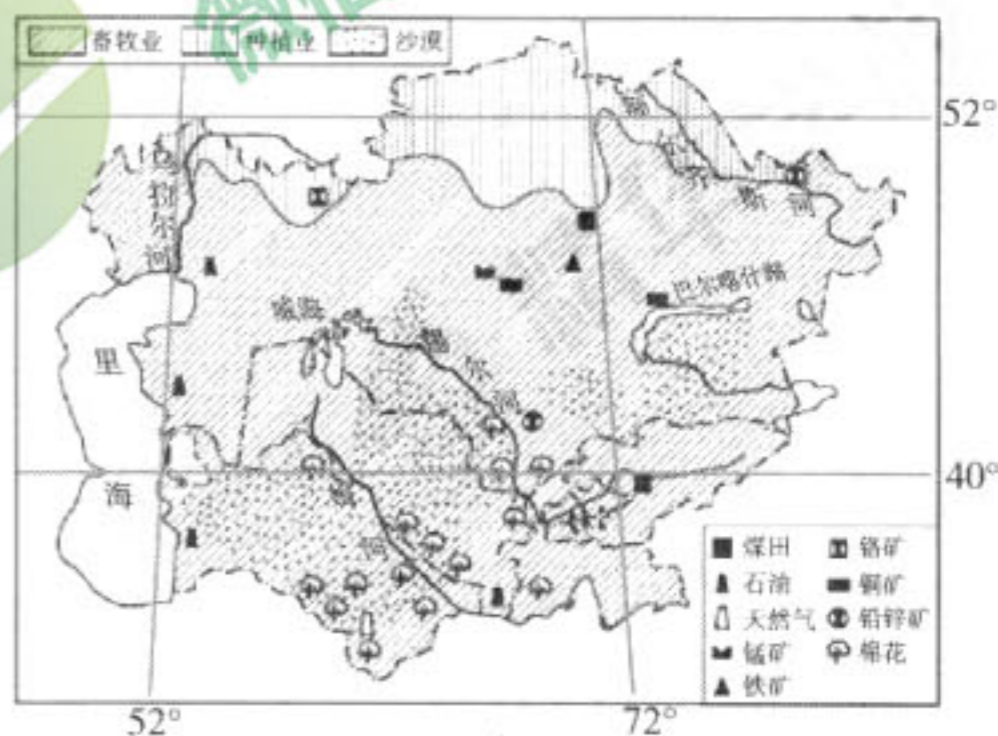 畜牧业 种植业 沙漠
52°
乌拉尔河
额尔齐斯河
巴尔喀什湖
咸海
锡尔河
里海
阿姆河
40°
煤田 铬矿
石油 铜矿
天然气 铅锌矿
锰矿 棉花
铁矿
52° 72°